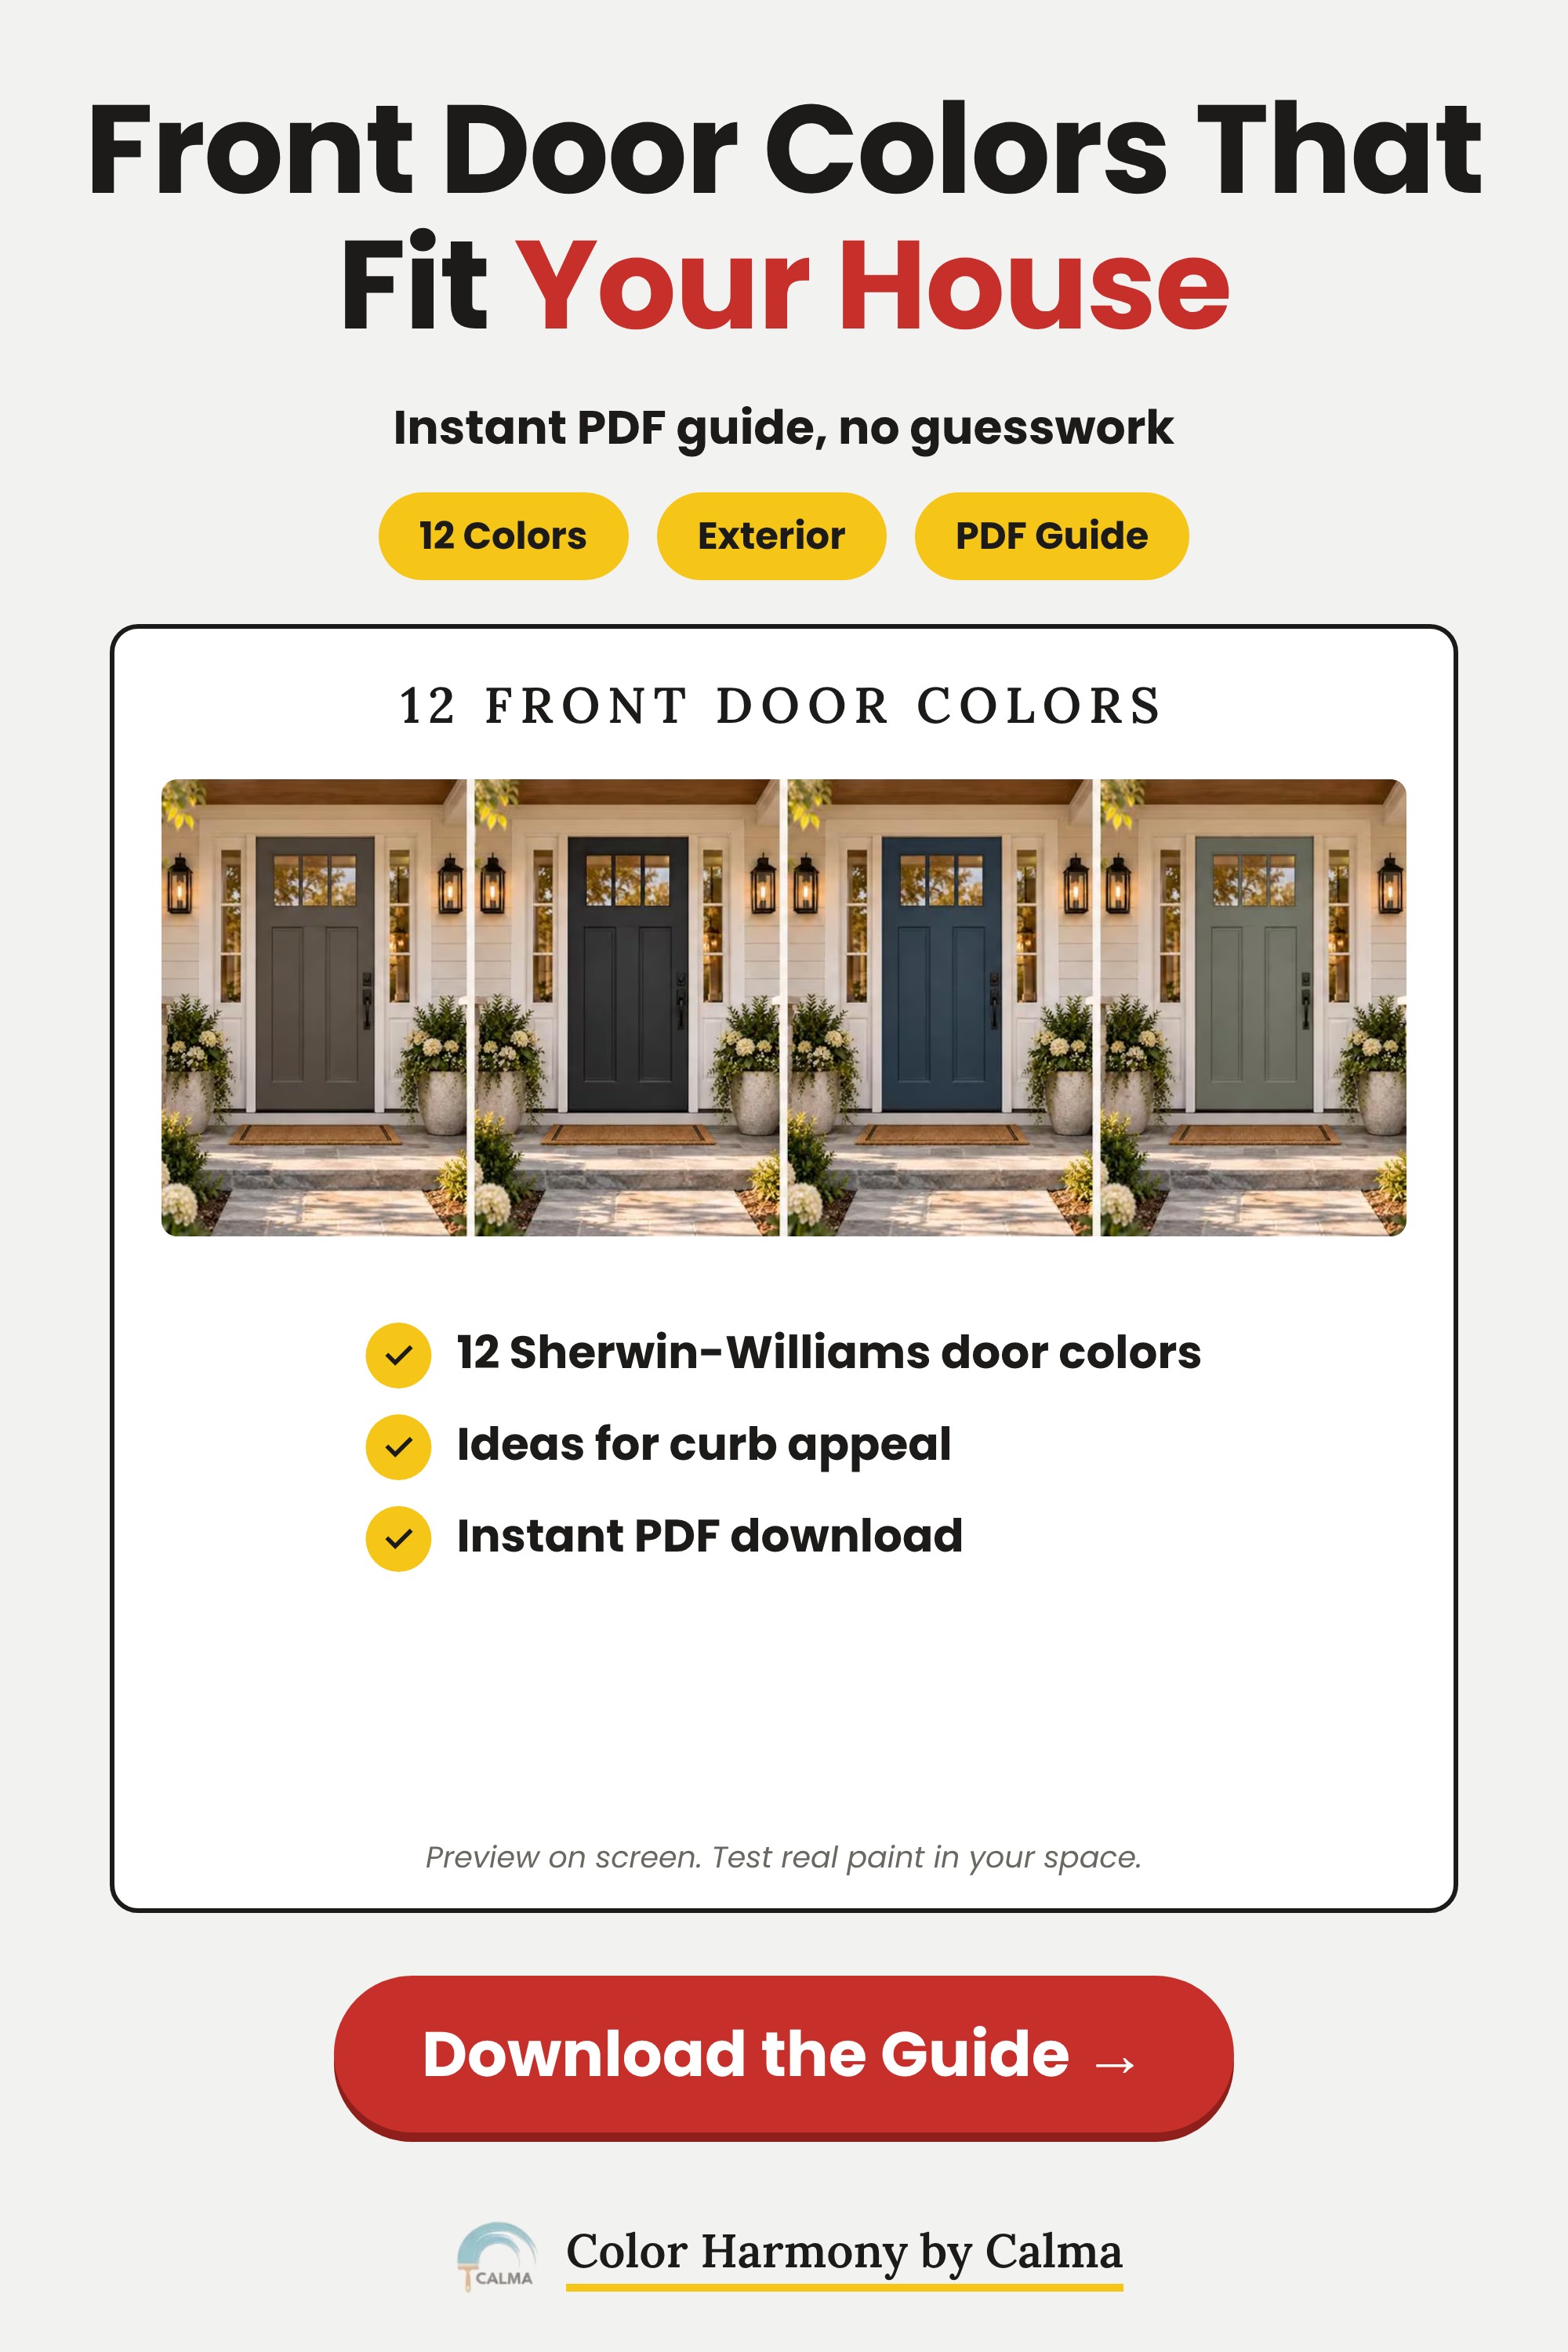 Front Door Colors That
Fit Your House
Instant PDF guide, no guesswork
12 Colors
Exterior
PDF Guide
12 FRONT DOOR COLORS
12 Sherwin-Williams door colors
Ideas for curb appeal
Instant PDF download
Preview on screen. Test real paint in your space.
Download the Guide →
CALMA
Color Harmony by Calma